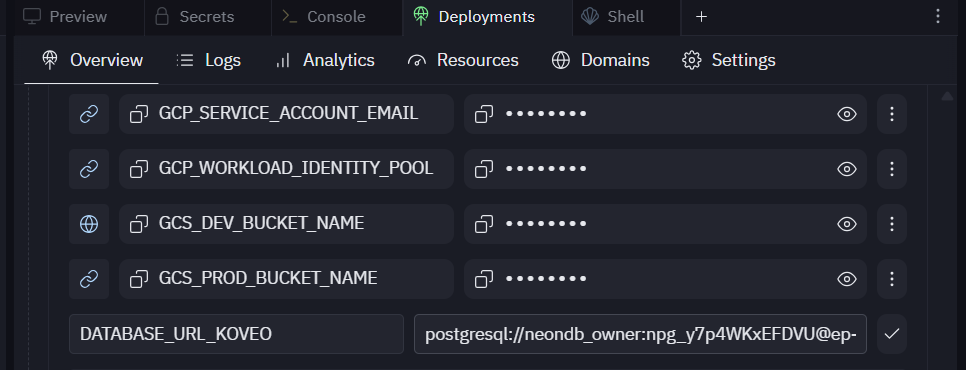 Preview Secrets Console Deployments Shell
Overview Logs Analytics Resources Domains Settings
GCP_SERVICE_ACCOUNT_EMAIL ••••••••
GCP_WORKLOAD_IDENTITY_POOL ••••••••
GCS_DEV_BUCKET_NAME ••••••••
GCS_PROD_BUCKET_NAME ••••••••
DATABASE_URL_KOVEO postgresql://neondb_owner:npg_y7p4WKxEFDVU@ep-